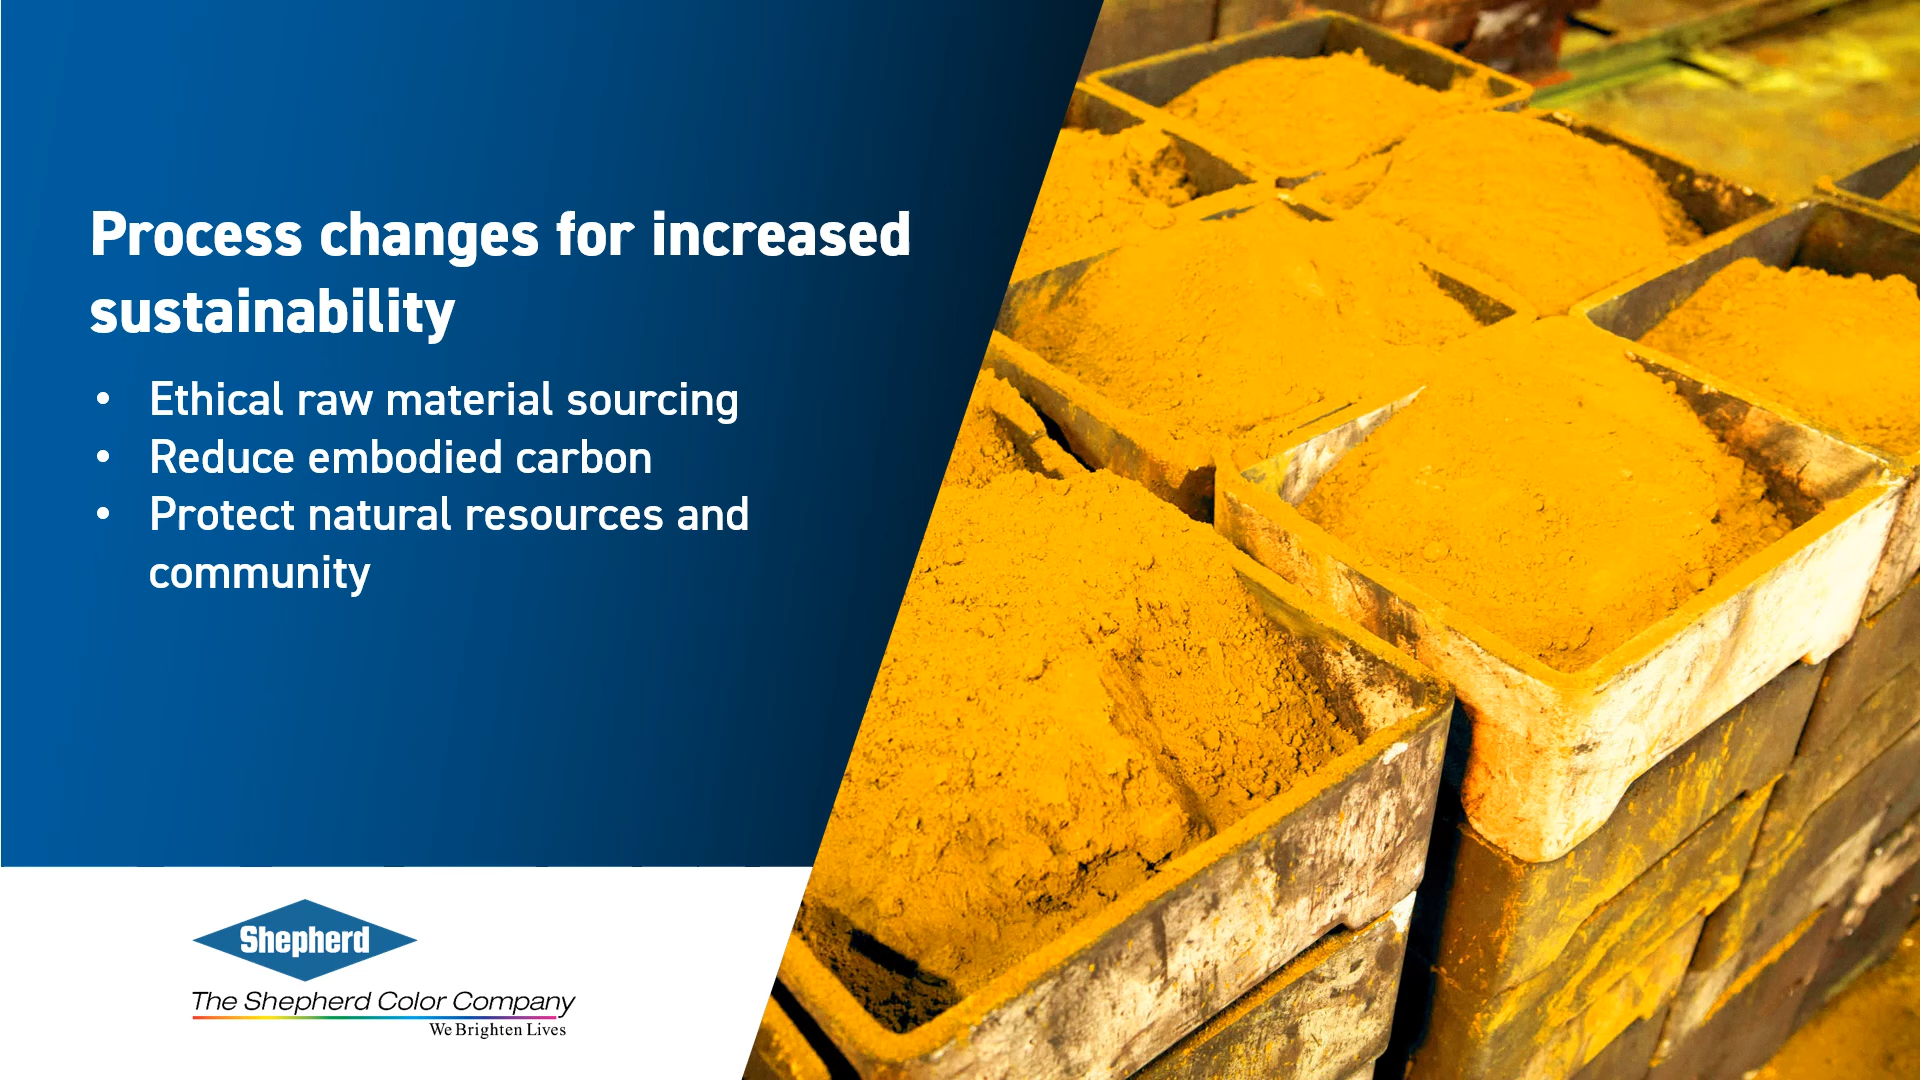 Process changes for increased
sustainability
• Ethical raw material sourcing
• Reduce embodied carbon
• Protect natural resources and
community
Shepherd
The Shepherd Color Company
We Brighten Lives